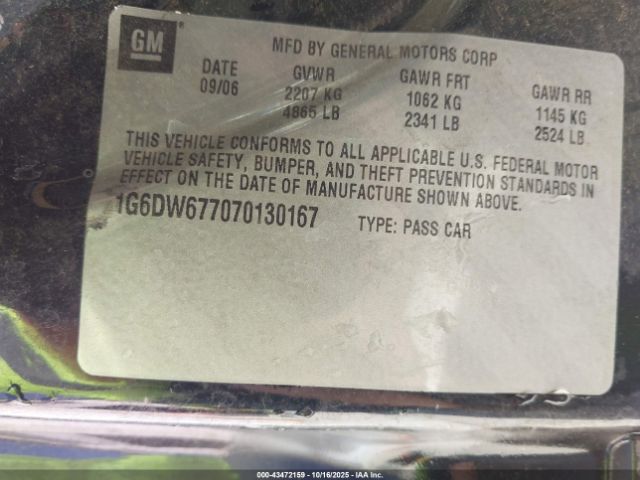 GM
MFD BY GENERAL MOTORS CORP
DATE GVWR GAWR FRT GAWR RR
09/06 2207 KG 1062 KG 1145 KG
4865 LB 2341 LB 2524 LB
THIS VEHICLE CONFORMS TO ALL APPLICABLE U.S. FEDERAL MOTOR
VEHICLE SAFETY, BUMPER, AND THEFT PREVENTION STANDARDS IN
EFFECT ON THE DATE OF MANUFACTURE SHOWN ABOVE.
1G6DW677070130167 TYPE: PASS CAR
000-43472159 | 10/16/2025 - IAA Inc.